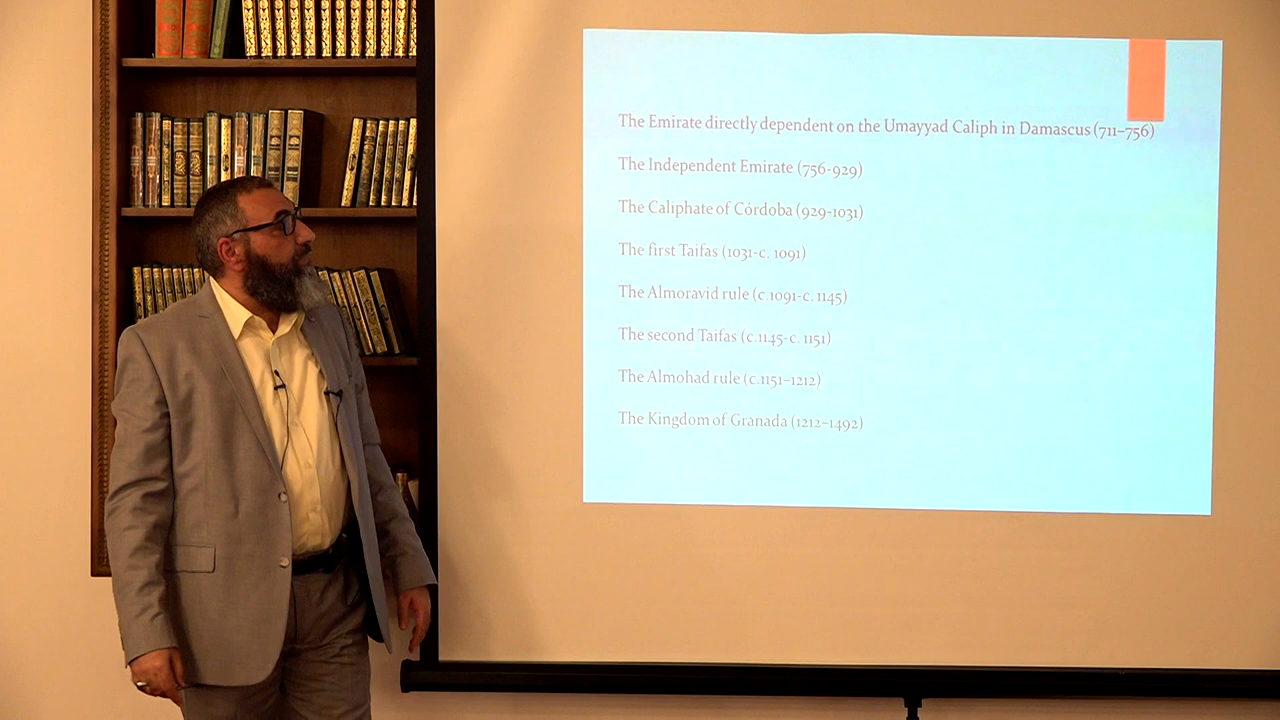 The Emirate directly dependent on the Umayyad Caliph in Damascus (711–756)
The Independent Emirate (756-929)
The Caliphate of Córdoba (929-1031)
The first Taifas (1031-c. 1091)
The Almoravid rule (c.1091-c. 1145)
The second Taifas (c.1145-c. 1151)
The Almohad rule (c.1151–1212)
The Kingdom of Granada (1212–1492)